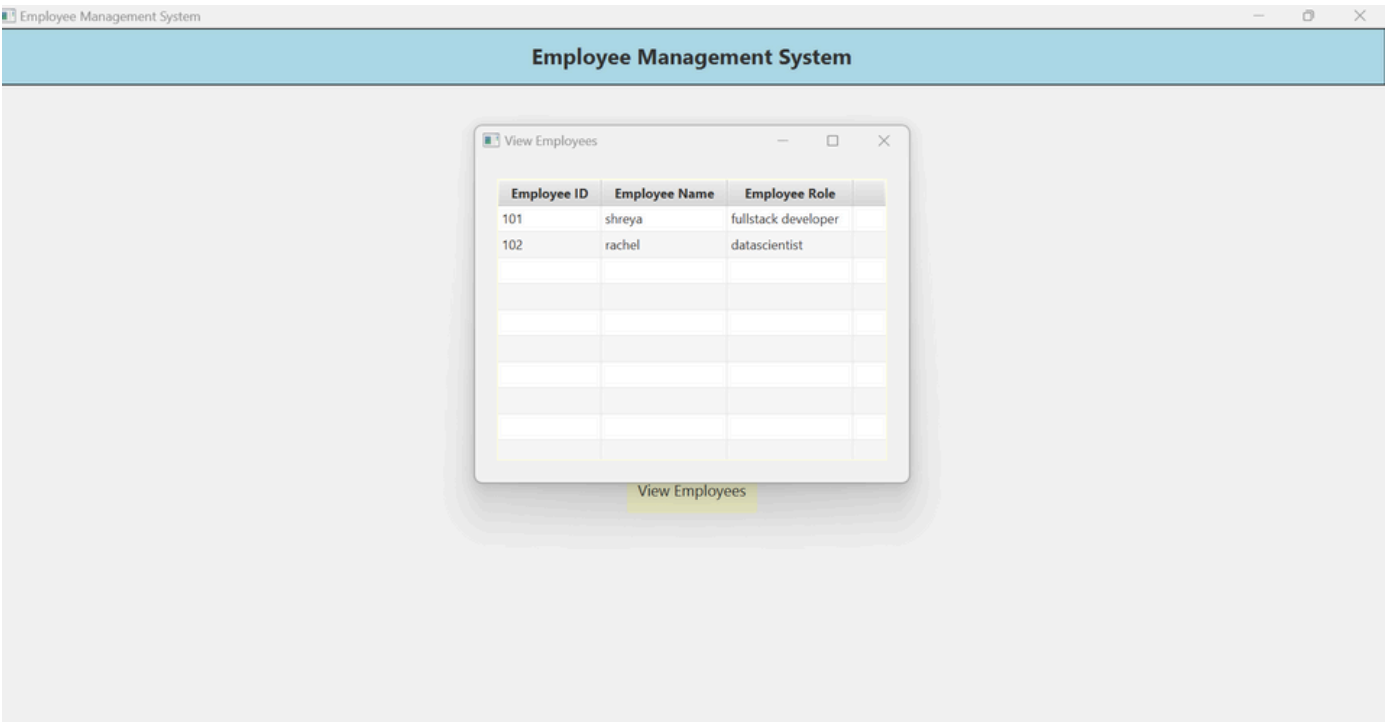 Employee Management System
Employee Management System
View Employees
Employee ID Employee Name Employee Role
101 shreya fullstack developer
102 rachel datascientist
View Employees